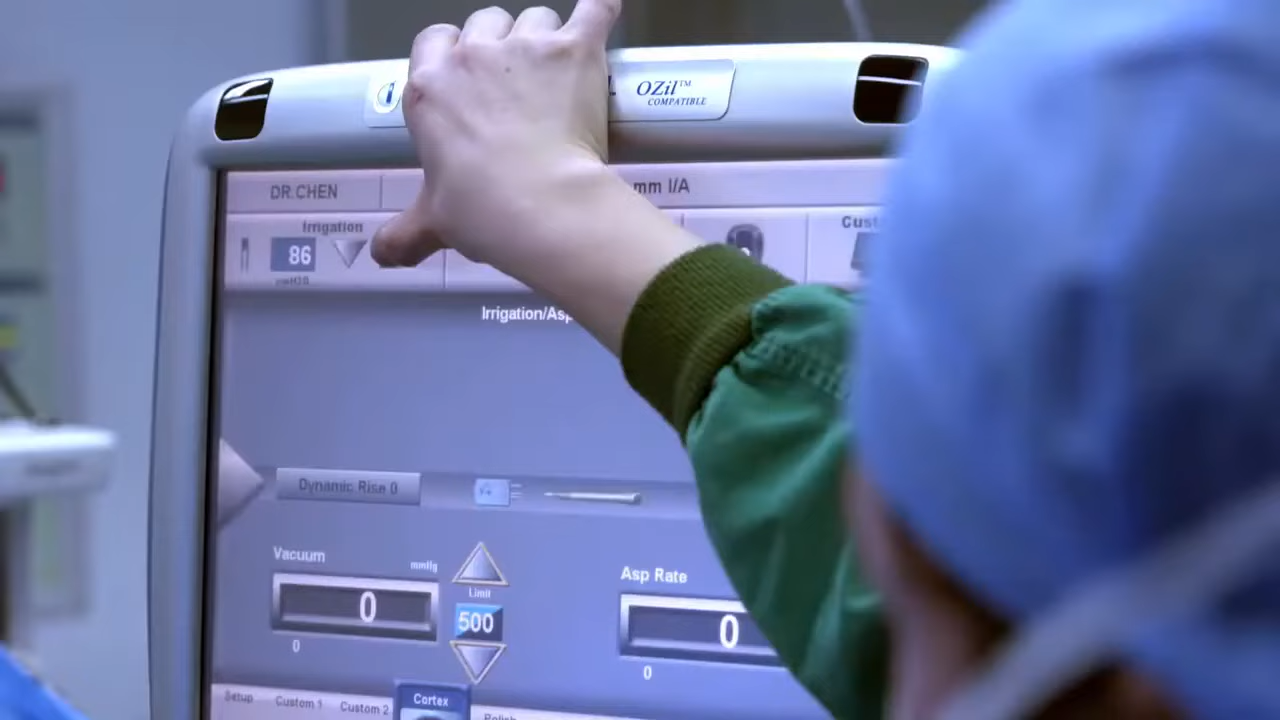 OZil™
COMPATIBLE
DR.CHEN
mm I/A
Irrigation
86
cmH2O
Irrigation/Asp
Dynamic Rise 0
Vacuum
mmHg
0
0
Limit
500
Asp Rate
0
0
Setup
Custom 1
Custom 2
Cortex